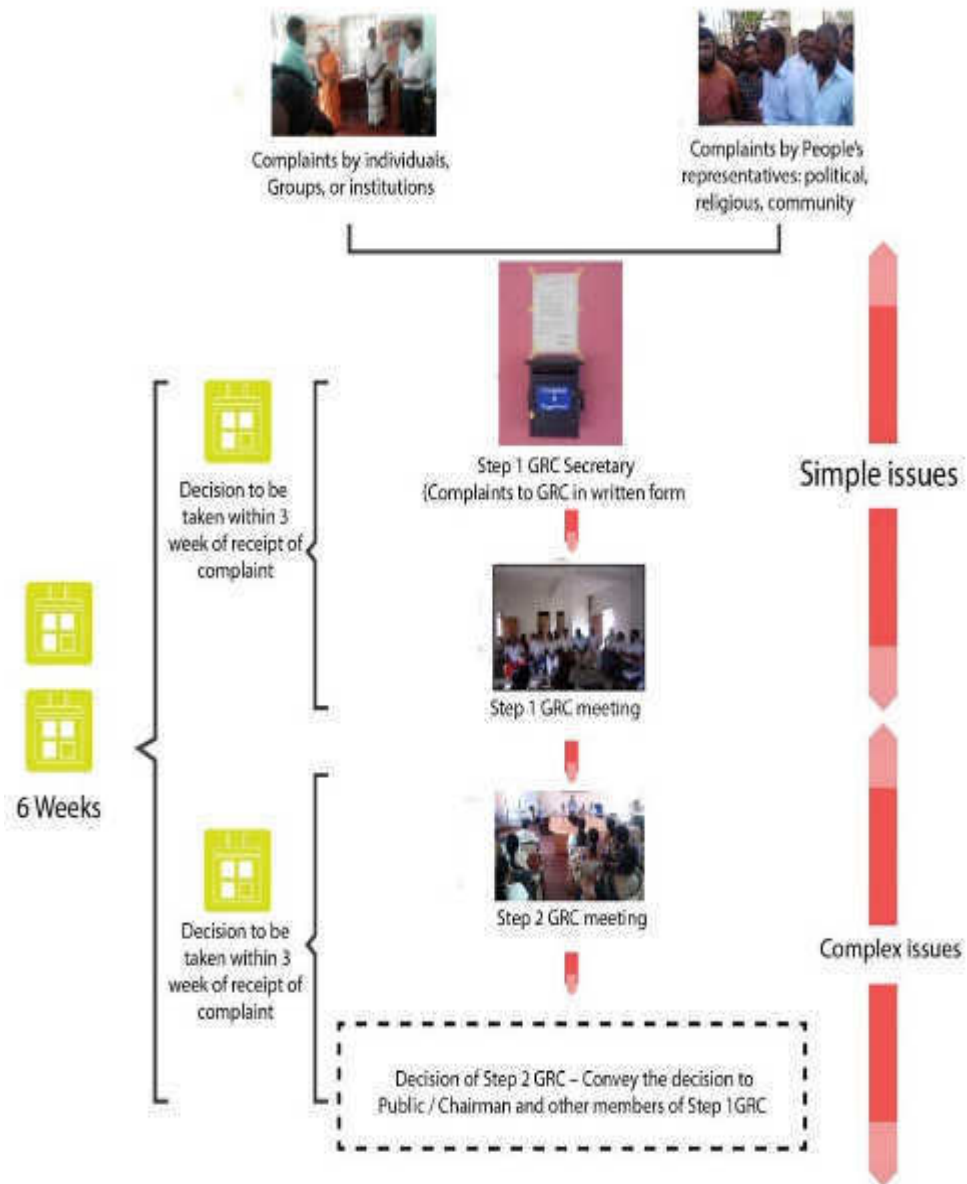 Complaints by individuals,
Groups, or institutions
Complaints by People's
representatives: political,
religious, community
Step 1 GRC Secretary
(Complaints to GRC in written form
Simple issues
Decision to be
taken within 3
week of receipt of
complaint
Step 1 GRC meeting
6 Weeks
Step 2 GRC meeting
Decision to be
taken within 3
week of receipt of
complaint
Complex issues
Decision of Step 2 GRC – Convey the decision to
Public / Chairman and other members of Step 1GRC